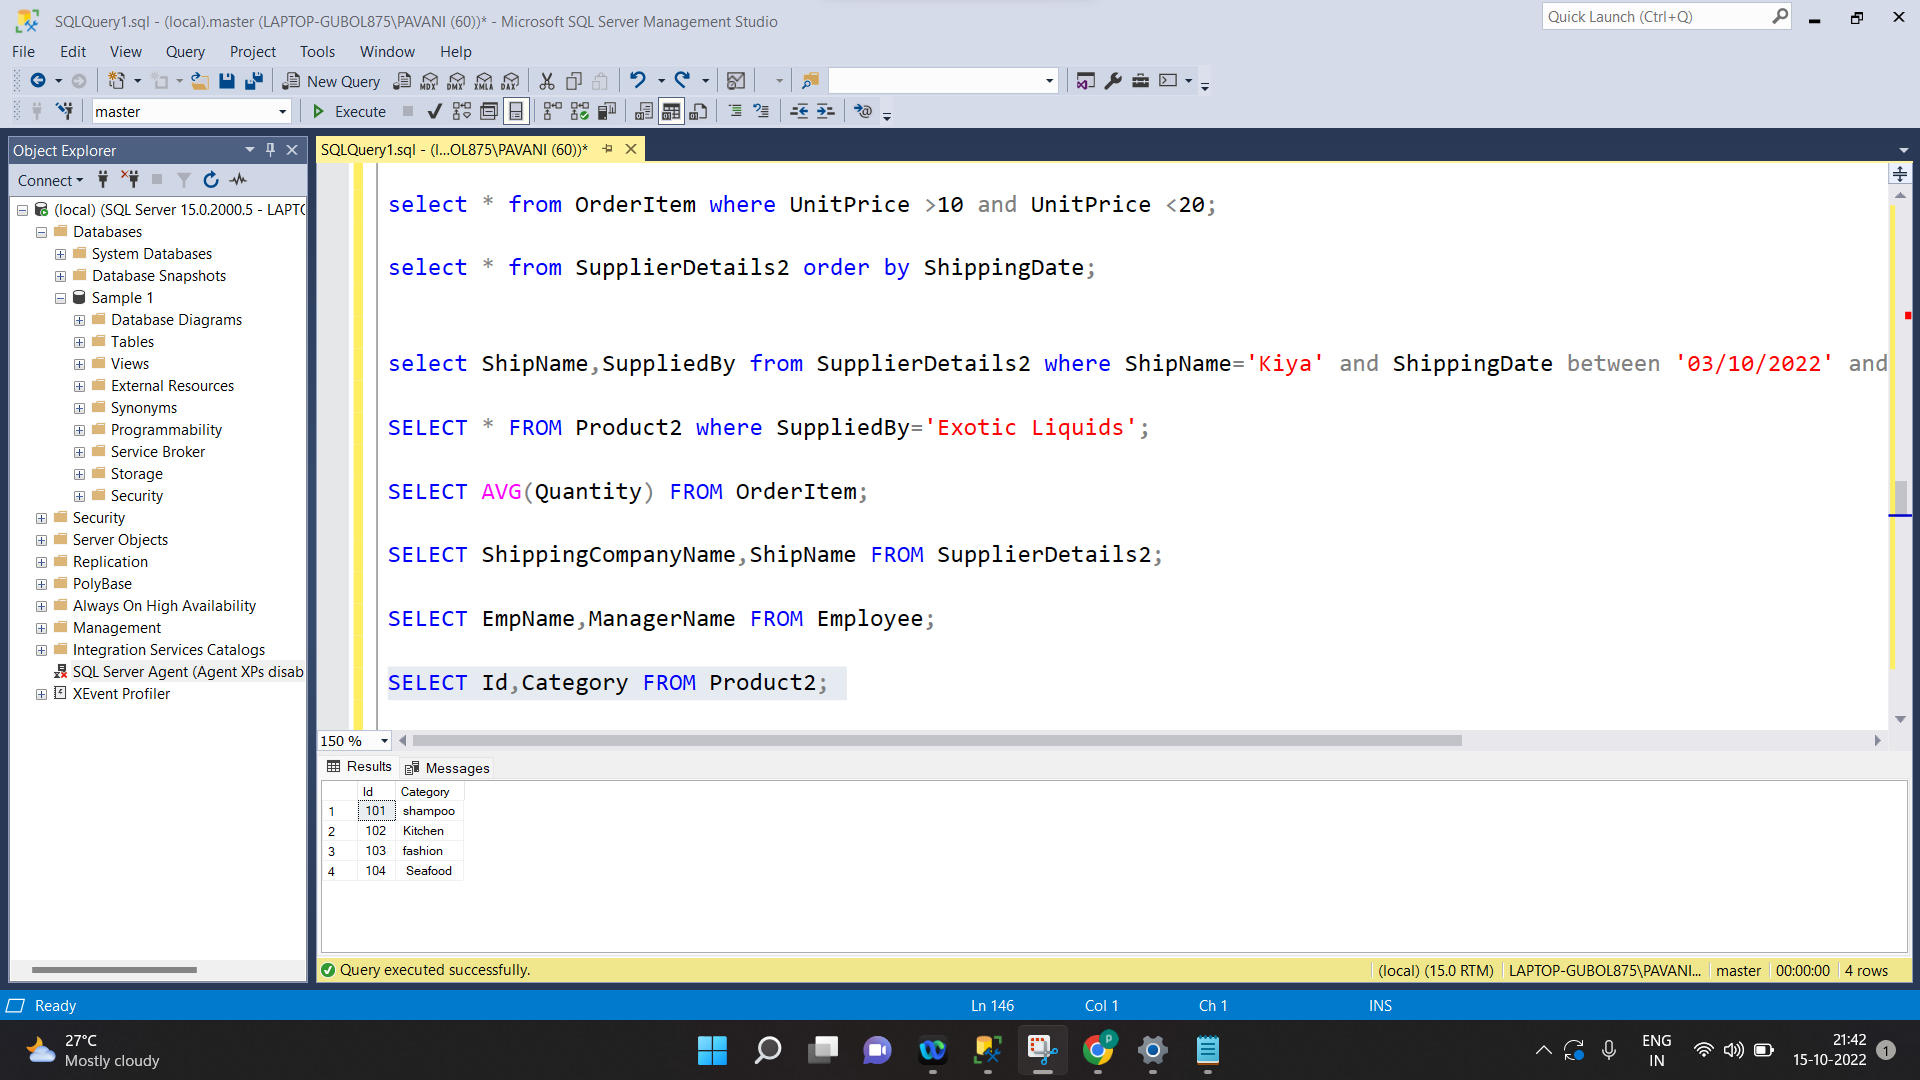 SQLQuery1.sql - (local).master (LAPTOP-GUBOL875\PAVANI (60))* - Microsoft SQL Server Management Studio
Quick Launch (Ctrl+Q)
File Edit View Query Project Tools Window Help
New Query
MDX DMX XMLA DAX
master
Execute
Object Explorer
Connect
(local) (SQL Server 15.0.2000.5 - LAPT
Databases
System Databases
Database Snapshots
Sample 1
Database Diagrams
Tables
Views
External Resources
Synonyms
Programmability
Service Broker
Storage
Security
Security
Server Objects
Replication
PolyBase
Always On High Availability
Management
Integration Services Catalogs
SQL Server Agent (Agent XPs disab
XEvent Profiler
SQLQuery1.sql - (l...OL875\PAVANI (60))*
select * from OrderItem where UnitPrice >10 and UnitPrice <20;
select * from SupplierDetails2 order by ShippingDate;
select ShipName,SuppliedBy from SupplierDetails2 where ShipName='Kiya' and ShippingDate between '03/10/2022' and
SELECT * FROM Product2 where SuppliedBy='Exotic Liquids';
SELECT AVG(Quantity) FROM OrderItem;
SELECT ShippingCompanyName,ShipName FROM SupplierDetails2;
SELECT EmpName,ManagerName FROM Employee;
SELECT Id,Category FROM Product2;
150 %
Results Messages
Id Category
1 101 shampoo
2 102 Kitchen
3 103 fashion
4 104 Seafood
Query executed successfully.
(local) (15.0 RTM) LAPTOP-GUBOL875\PAVANI... master 00:00:00 4 rows
Ready
Ln 146 Col 1 Ch 1 INS
27°C
Mostly cloudy
P
ENG
IN
21:42
15-10-2022
1